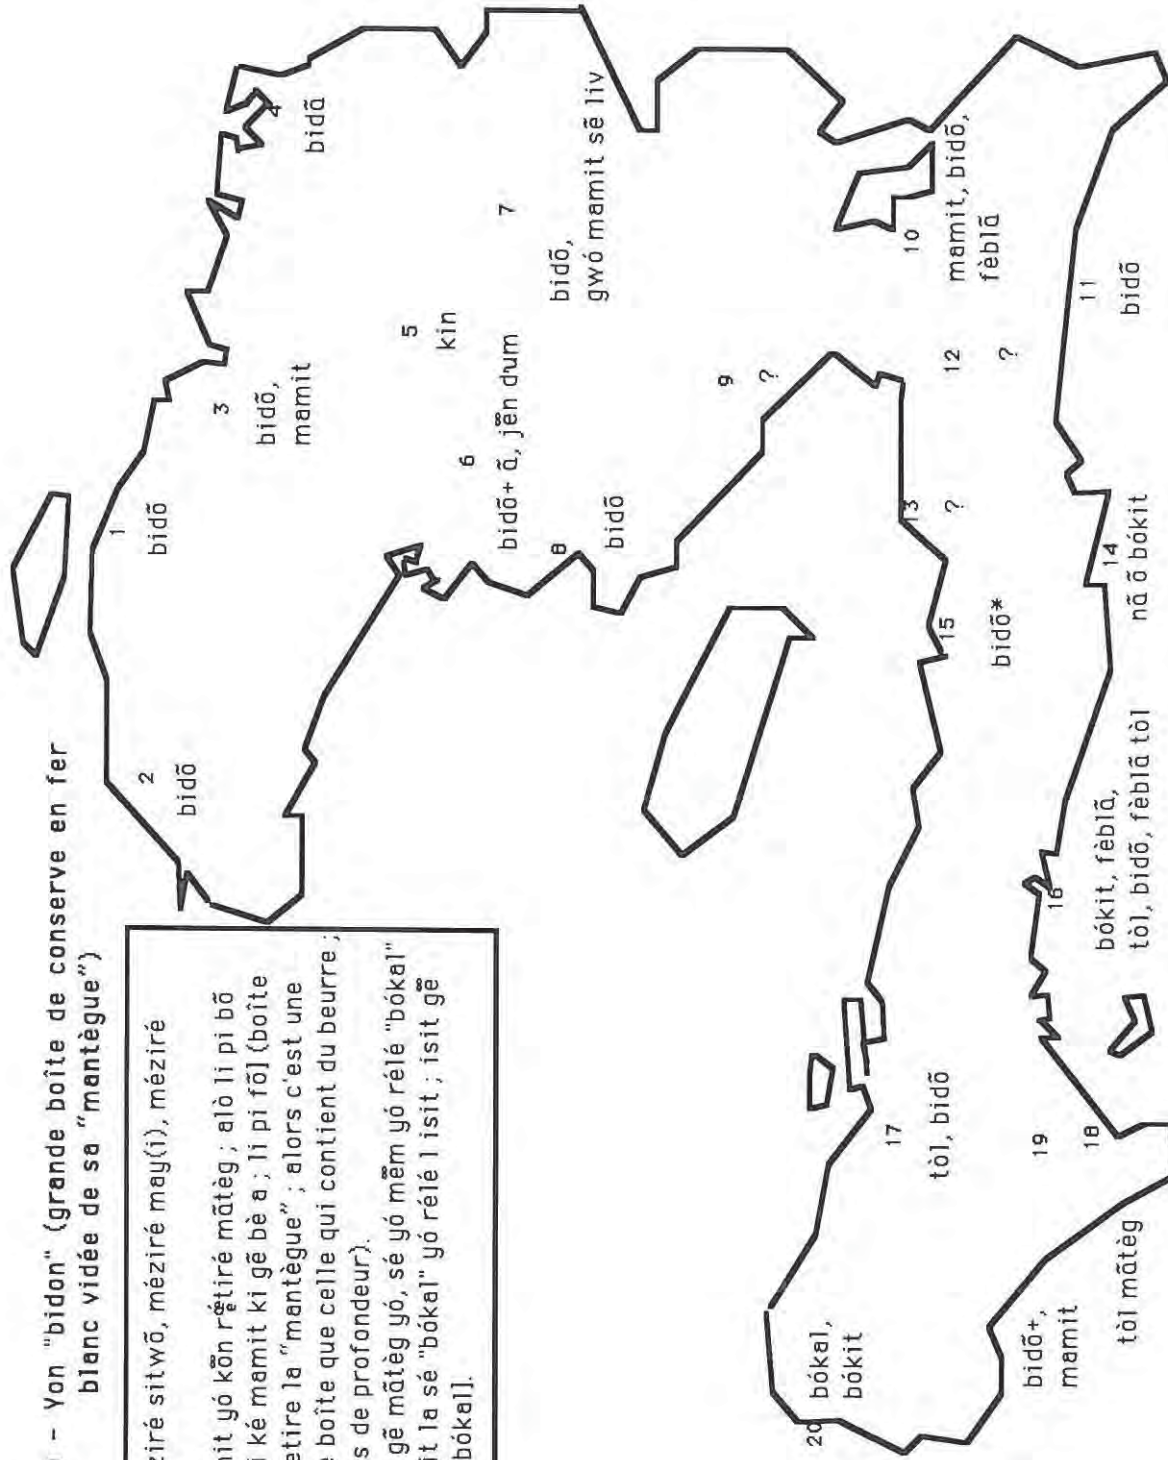 - Yon "bidon" (grande boîte de conserve en fer
blanc vidée de sa "mantègue")
ziré sitwõ, méziré may(i), méziré
nit yó kõn rętiré mãtèg ; alò li pi bõ
i ké mamit ki gẽ bè a ; li pi fõ] (boîte
etire la "mantègue" ; alors c'est une
e boîte que celle qui contient du beurre ;
s de profondeur).
gẽ mãtèg yó, sé yó mẽm yó rélé "bókal"
it la sé "bókal" yó rélé l isit ; isit gẽ
bókal].
1
bidõ
2
bidõ
3
bidõ,
mamit
4
bidõ
5
kin
6
bidõ+ ã, jẽn dum
7
bidõ,
gwó mamit sẽ liv
8
bidõ
9
?
10
mamit, bidõ,
fèblã
11
bidõ
12
?
13
?
14
nã õ bókit
15
bidõ*
16
bókit, fèblã,
tòl, bidõ, fèblã tòl
17
tòl, bidõ
18
tòl mãtèg
19
bidõ+,
mamit
20
bókal,
bókit